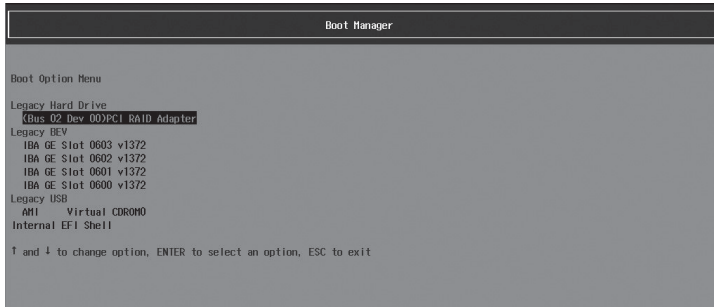 Boot Manager
Boot Option Menu
Legacy Hard Drive
(Bus 02 Dev 00)PCI RAID Adapter
Legacy BEV
IBA GE Slot 0603 v1372
IBA GE Slot 0602 v1372
IBA GE Slot 0601 v1372
IBA GE Slot 0600 v1372
Legacy USB
AMI     Virtual CDROM0
Internal EFI Shell
↑ and ↓ to change option, ENTER to select an option, ESC to exit